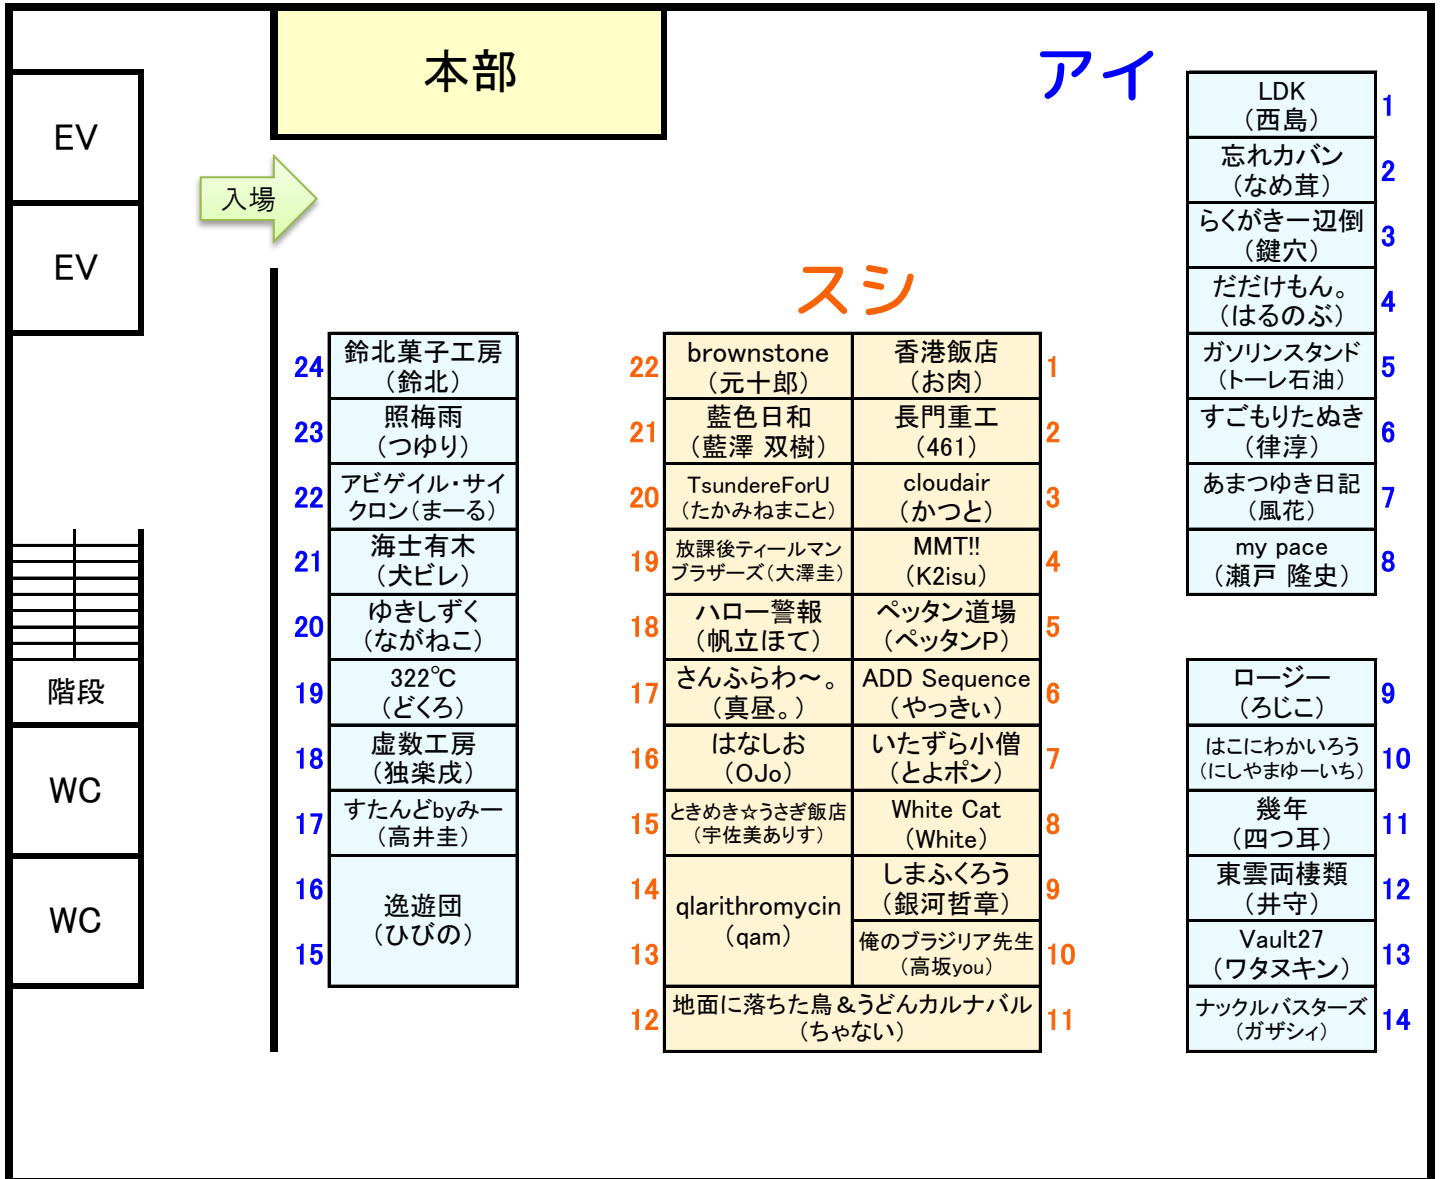 本部
アイ
EV
EV
入場
階段
WC
WC
スシ
24
鈴北菓子工房
（鈴北）
23
照梅雨
（つゆり）
22
アビゲイル・サイ
クロン（まーる）
21
海士有木
（犬ビレ）
20
ゆきしずく
（ながねこ）
19
322℃
（どくろ）
18
虚数工房
（独楽戌）
17
すたんどbyみー
（高井圭）
16
15
逸遊団
（ひびの）
22
brownstone
（元十郎）
21
藍色日和
（藍澤 双樹）
20
TsundereForU
（たかみねまこと）
19
放課後ティールマン
ブラザーズ（大澤圭）
18
ハロー警報
（帆立ほて）
17
さんふらわ～。
（真昼。）
16
はなしお
（OJo）
15
ときめき☆うさぎ飯店
（宇佐美ありす）
14
13
qlarithromycin
（qam）
香港飯店
（お肉）
1
長門重工
（461）
2
cloudair
（かつと）
3
MMT!!
（K2isu）
4
ペッタン道場
（ペッタンP）
5
ADD Sequence
（やっきぃ）
6
いたずら小僧
（とよポン）
7
White Cat
（White）
8
しまふくろう
（銀河哲章）
9
俺のブラジリア先生
（高坂you）
10
12
地面に落ちた鳥＆うどんカルナバル
（ちゃない）
11
LDK
（西島）
1
忘れカバン
（なめ茸）
2
らくがき一辺倒
（鍵穴）
3
だだけもん。
（はるのぶ）
4
ガソリンスタンド
（トーレ石油）
5
すごもりたぬき
（律淳）
6
あまつゆき日記
（風花）
7
my pace
（瀬戸 隆史）
8
ロージー
（ろじこ）
9
はこにわかいろう
（にしやまゆーいち）
10
幾年
（四つ耳）
11
東雲両棲類
（井守）
12
Vault27
（ワタヌキン）
13
ナックルバスターズ
（ガザシィ）
14